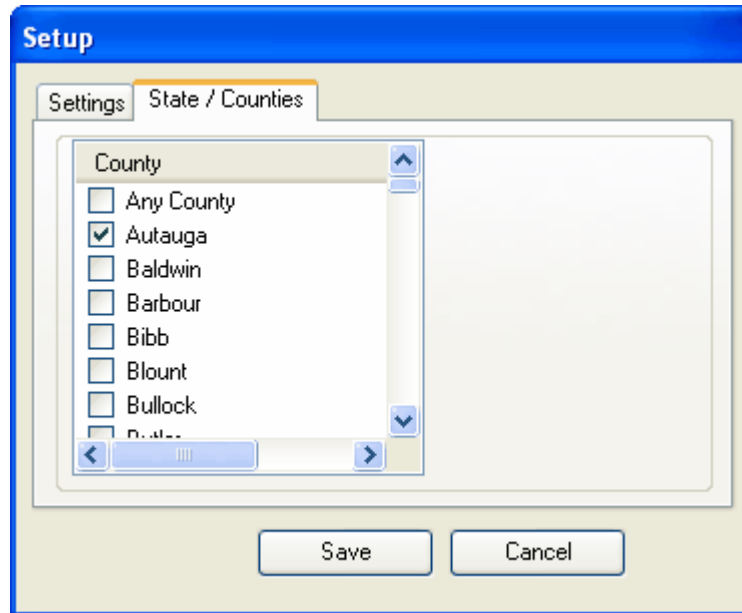 Setup
Settings
State / Counties
County
Any County
Autauga
Baldwin
Barbour
Bibb
Blount
Bullock
Save
Cancel